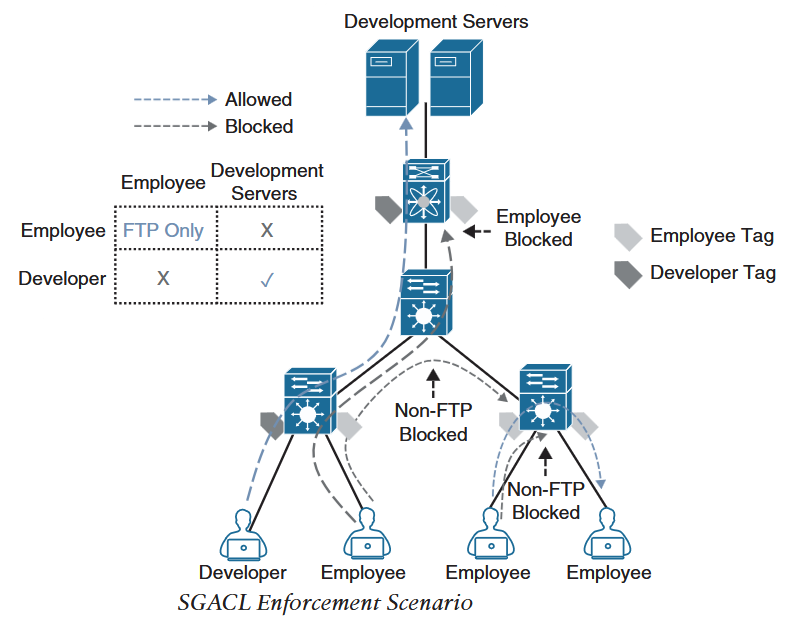 Development Servers
Allowed
Blocked
Employee
Development
Servers
Employee FTP Only X
Developer X ✓
Employee
Blocked
Employee Tag
Developer Tag
Non-FTP
Blocked
Non-FTP
Blocked
Developer Employee Employee Employee
SGACL Enforcement Scenario